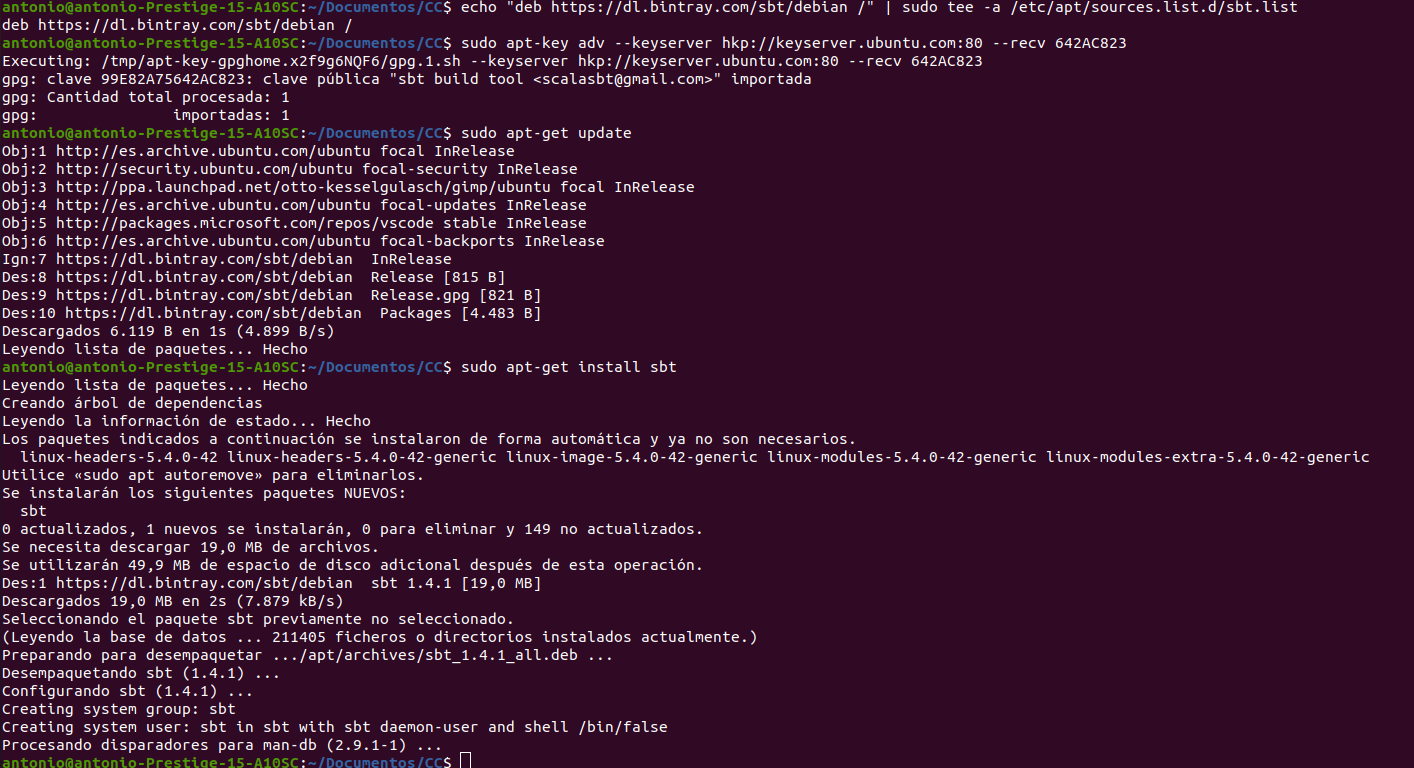 antonio@antonio-Prestige-15-A10SC:~/Documentos/CC$ echo "deb https://dl.bintray.com/sbt/debian /" | sudo tee -a /etc/apt/sources.list.d/sbt.list
deb https://dl.bintray.com/sbt/debian /
antonio@antonio-Prestige-15-A10SC:~/Documentos/CC$ sudo apt-key adv --keyserver hkp://keyserver.ubuntu.com:80 --recv 642AC823
Executing: /tmp/apt-key-gpghome.x2f9g6NQF6/gpg.1.sh --keyserver hkp://keyserver.ubuntu.com:80 --recv 642AC823
gpg: clave 99E82A75642AC823: clave pública "sbt build tool <scalasbt@gmail.com>" importada
gpg: Cantidad total procesada: 1
gpg:               importadas: 1
antonio@antonio-Prestige-15-A10SC:~/Documentos/CC$ sudo apt-get update
Obj:1 http://es.archive.ubuntu.com/ubuntu focal InRelease
Obj:2 http://security.ubuntu.com/ubuntu focal-security InRelease
Obj:3 http://ppa.launchpad.net/otto-kesselgulasch/gimp/ubuntu focal InRelease
Obj:4 http://es.archive.ubuntu.com/ubuntu focal-updates InRelease
Obj:5 http://packages.microsoft.com/repos/vscode stable InRelease
Obj:6 http://es.archive.ubuntu.com/ubuntu focal-backports InRelease
Ign:7 https://dl.bintray.com/sbt/debian  InRelease
Des:8 https://dl.bintray.com/sbt/debian  Release [815 B]
Des:9 https://dl.bintray.com/sbt/debian  Release.gpg [821 B]
Des:10 https://dl.bintray.com/sbt/debian  Packages [4.483 B]
Descargados 6.119 B en 1s (4.899 B/s)
Leyendo lista de paquetes... Hecho
antonio@antonio-Prestige-15-A10SC:~/Documentos/CC$ sudo apt-get install sbt
Leyendo lista de paquetes... Hecho
Creando árbol de dependencias
Leyendo la información de estado... Hecho
Los paquetes indicados a continuación se instalaron de forma automática y ya no son necesarios.
  linux-headers-5.4.0-42 linux-headers-5.4.0-42-generic linux-image-5.4.0-42-generic linux-modules-5.4.0-42-generic linux-modules-extra-5.4.0-42-generic
Utilice «sudo apt autoremove» para eliminarlos.
Se instalarán los siguientes paquetes NUEVOS:
  sbt
0 actualizados, 1 nuevos se instalarán, 0 para eliminar y 149 no actualizados.
Se necesita descargar 19,0 MB de archivos.
Se utilizarán 49,9 MB de espacio de disco adicional después de esta operación.
Des:1 https://dl.bintray.com/sbt/debian  sbt 1.4.1 [19,0 MB]
Descargados 19,0 MB en 2s (7.879 kB/s)
Seleccionando el paquete sbt previamente no seleccionado.
(Leyendo la base de datos ... 211405 ficheros o directorios instalados actualmente.)
Preparando para desempaquetar .../apt/archives/sbt_1.4.1_all.deb ...
Desempaquetando sbt (1.4.1) ...
Configurando sbt (1.4.1) ...
Creating system group: sbt
Creating system user: sbt in sbt with sbt daemon-user and shell /bin/false
Procesando disparadores para man-db (2.9.1-1) ...
antonio@antonio-Prestige-15-A10SC:~/Documentos/CC$